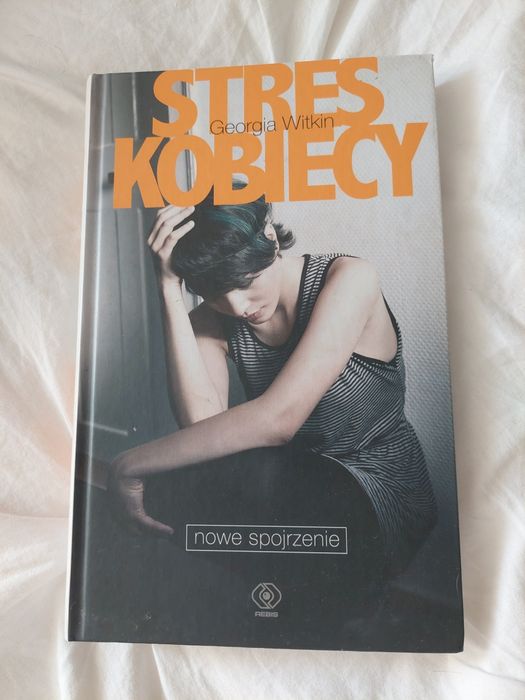 STRES
Georgia Witkin
KOBIECY
nowe spojrzenie
REBIS